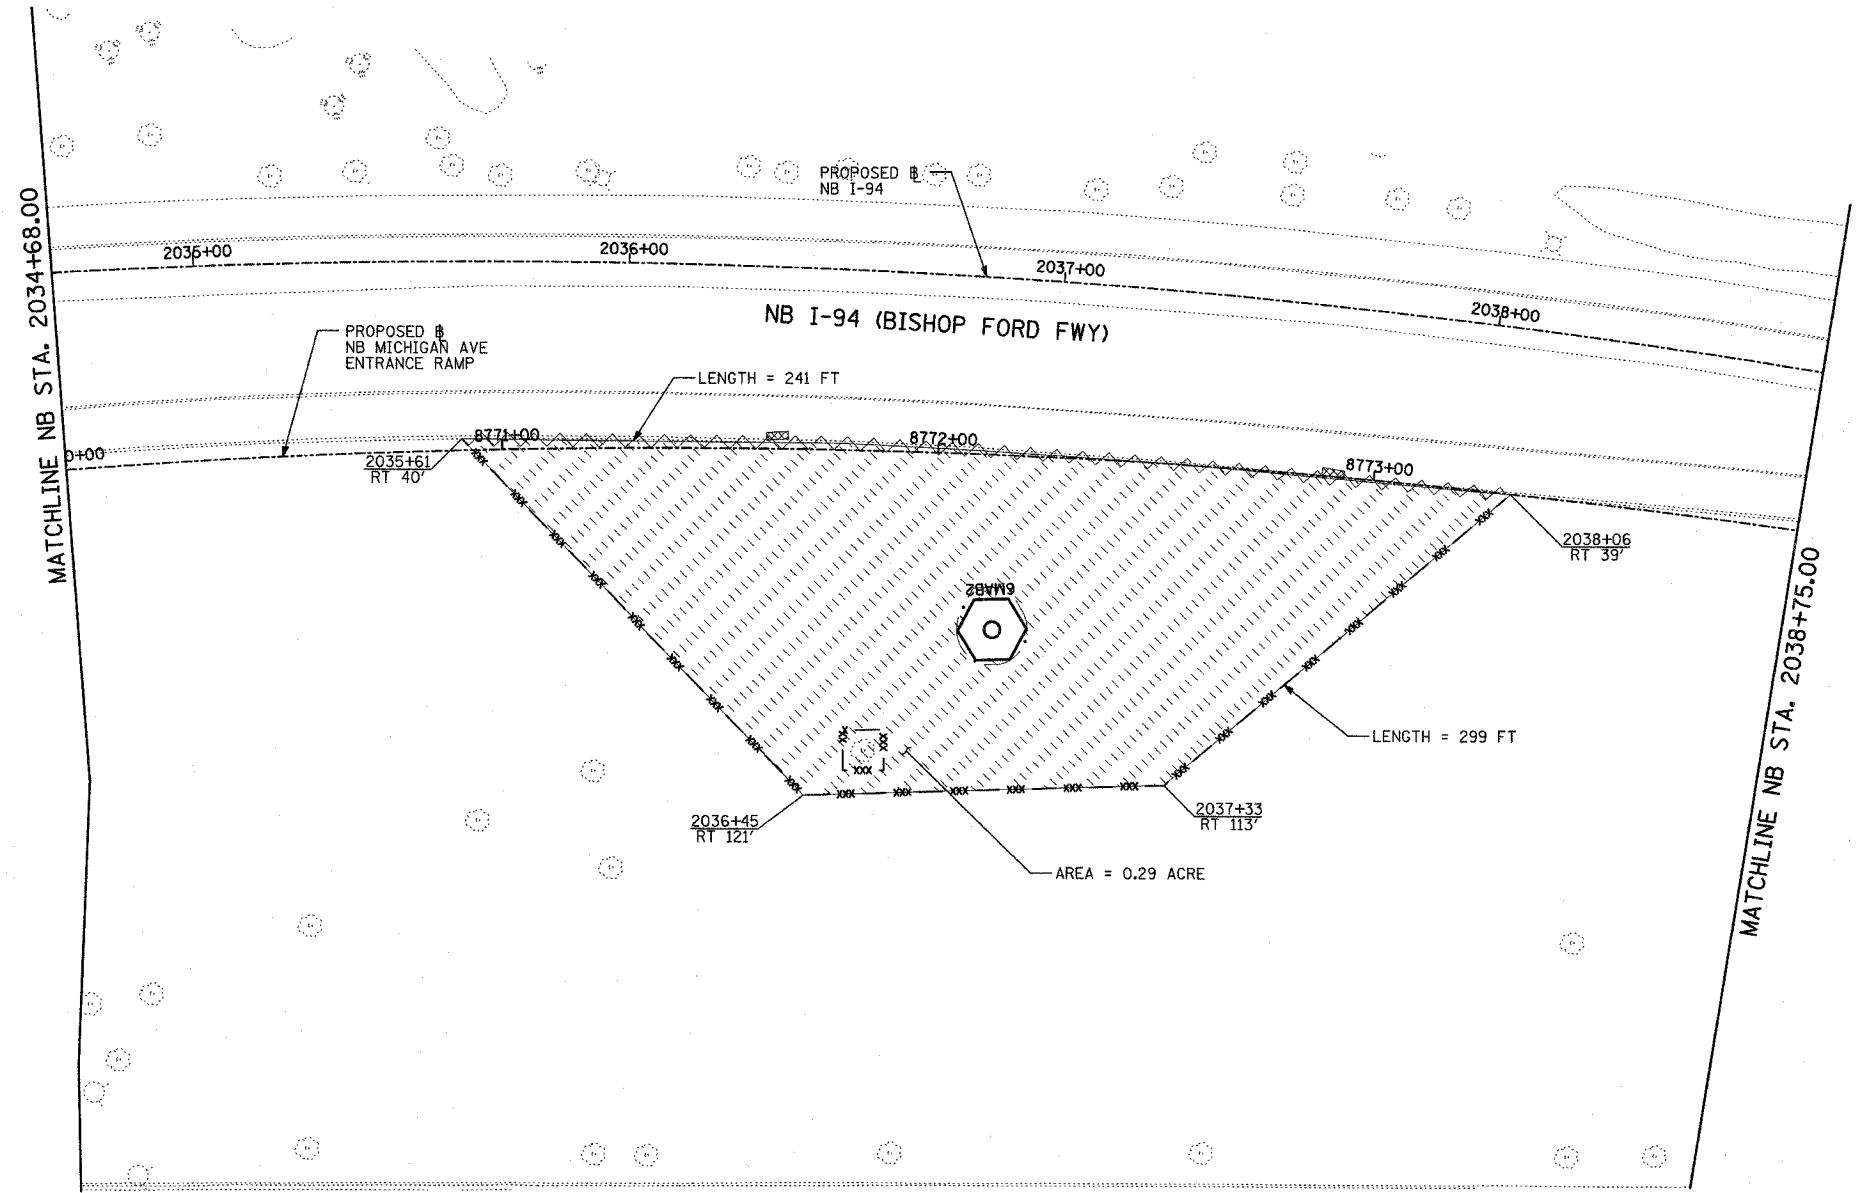 MATCHLINE NB STA. 2034+68.00
PROPOSED ␢
NB I-94
2035+00
2036+00
2037+00
2038+00
NB I-94 (BISHOP FORD FWY)
PROPOSED ␢
NB MICHIGAN AVE
ENTRANCE RAMP
LENGTH = 241 FT
0+00
8771+00
8772+00
8773+00
2035+61
RT 40'
2038+06
RT 39'
6MAB2
LENGTH = 299 FT
XXX
2036+45
RT 121'
2037+33
RT 113'
AREA = 0.29 ACRE
MATCHLINE NB STA. 2038+75.00